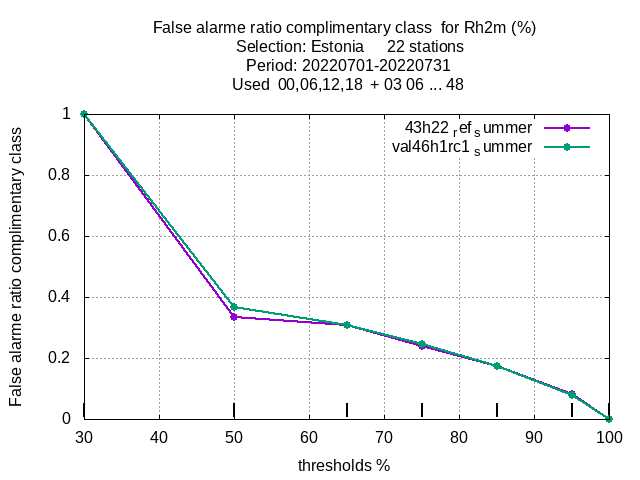 False alarme ratio complimentary class  for Rh2m (%)
Selection: Estonia     22 stations
Period: 20220701-20220731
Used  00,06,12,18  + 03 06 ... 48
43h22 ref summer
val46h1rc1 summer
1
0.8
0.6
0.4
0.2
0
False alarme ratio complimentary class
30 40 50 60 70 80 90 100
thresholds %